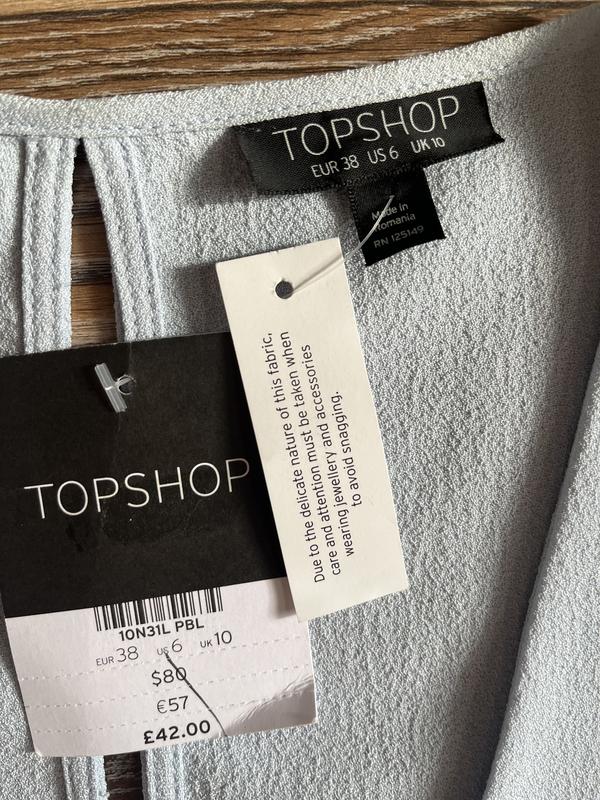 TOPSHOP
EUR 38 US 6 UK 10
Made in
Romania
RN 125149
Due to the delicate nature of this fabric,
care and attention must be taken when
wearing jewellery and accessories
to avoid snagging.
TOPSHOP
10N31L PBL
EUR 38 US 6 UK 10
$80
€57
£42.00